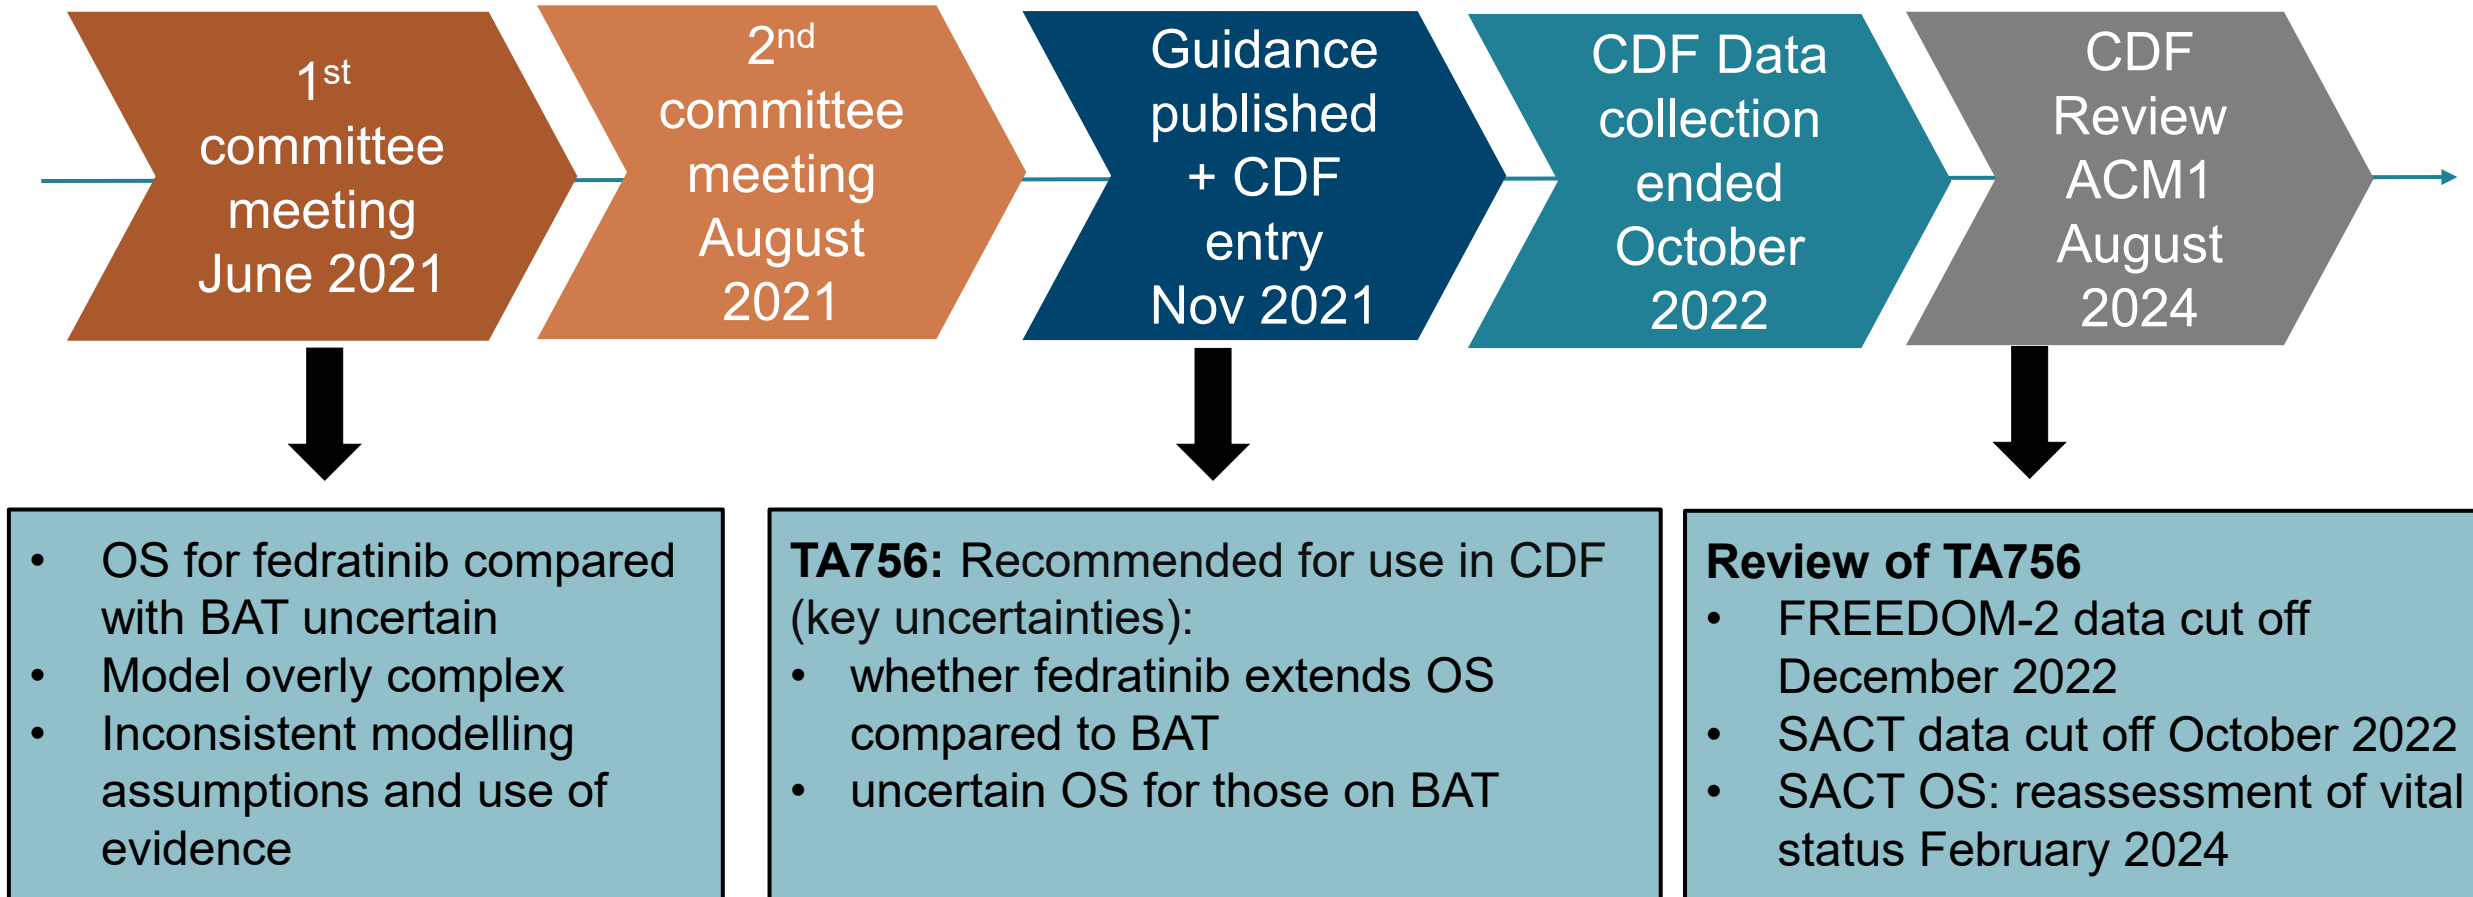 1st
committee
meeting
June 2021
2nd
committee
meeting
August
2021
Guidance
published
+ CDF
entry
Nov 2021
CDF Data
collection
ended
October
2022
CDF
Review
ACM1
August
2024
• OS for fedratinib compared
with BAT uncertain
• Model overly complex
• Inconsistent modelling
assumptions and use of
evidence
TA756: Recommended for use in CDF
(key uncertainties):
• whether fedratinib extends OS
compared to BAT
• uncertain OS for those on BAT
Review of TA756
• FREEDOM-2 data cut off
December 2022
• SACT data cut off October 2022
• SACT OS: reassessment of vital
status February 2024